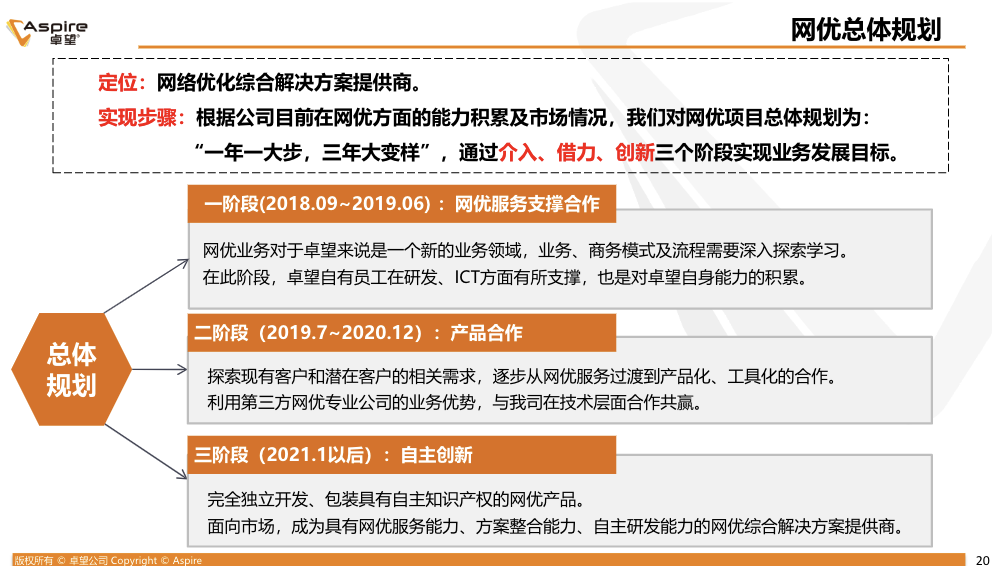 Aspire
卓望
网优总体规划
定位：网络优化综合解决方案提供商。
实现步骤：根据公司目前在网优方面的能力积累及市场情况，我们对网优项目总体规划为：
“一年一大步，三年大变样”，通过介入、借力、创新三个阶段实现业务发展目标。
一阶段(2018.09~2019.06)：网优服务支撑合作
网优业务对于卓望来说是一个新的业务领域，业务、商务模式及流程需要深入探索学习。
在此阶段，卓望自有员工在研发、ICT方面有所支撑，也是对卓望自身能力的积累。
总体
规划
二阶段（2019.7~2020.12）：产品合作
探索现有客户和潜在客户的相关需求，逐步从网优服务过渡到产品化、工具化的合作。
利用第三方网优专业公司的业务优势，与我司在技术层面合作共赢。
三阶段（2021.1以后）：自主创新
完全独立开发、包装具有自主知识产权的网优产品。
面向市场，成为具有网优服务能力、方案整合能力、自主研发能力的网优综合解决方案提供商。
版权所有 © 卓望公司 Copyright © Aspire
20